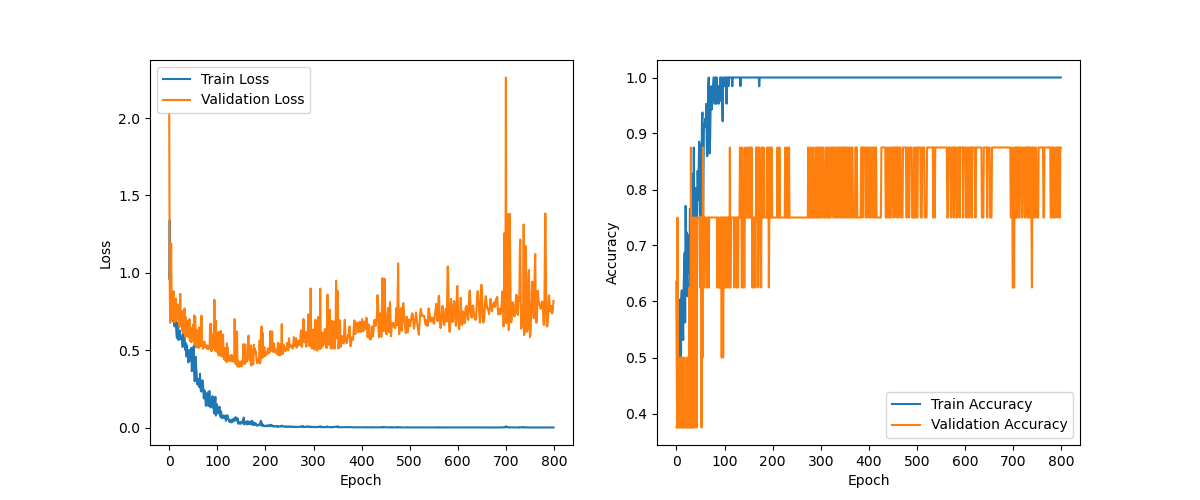 Train Loss
Validation Loss
Loss
2.0
1.5
1.0
0.5
0.0
0 100 200 300 400 500 600 700 800
Epoch
Train Accuracy
Validation Accuracy
Accuracy
1.0
0.9
0.8
0.7
0.6
0.5
0.4
0 100 200 300 400 500 600 700 800
Epoch